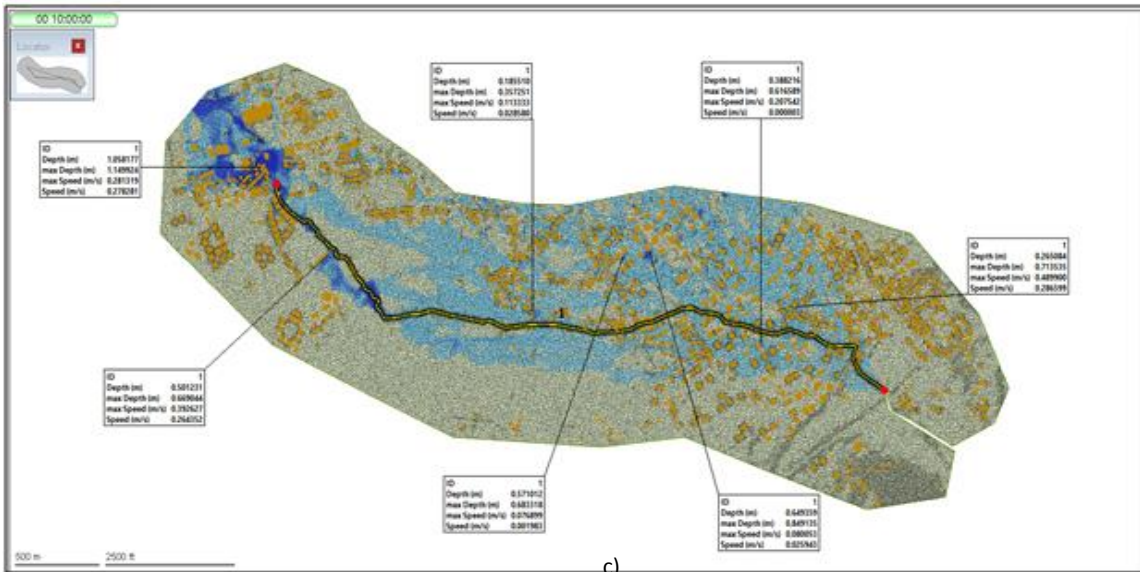 00 10:00:00
Locator x
ID 1
Depth (m) 0.185510
max Depth (m) 0.357251
max Speed (m/s) 0.113333
Speed (m/s) 0.028580
ID 1
Depth (m) 0.388216
max Depth (m) 0.616589
max Speed (m/s) 0.207542
Speed (m/s) 0.000003
ID 1
Depth (m) 1.058177
max Depth (m) 1.149924
max Speed (m/s) 0.281319
Speed (m/s) 0.278281
ID 1
Depth (m) 0.265084
max Depth (m) 0.713535
max Speed (m/s) 0.489900
Speed (m/s) 0.286599
1
ID 1
Depth (m) 0.501231
max Depth (m) 0.669044
max Speed (m/s) 0.392627
Speed (m/s) 0.264352
ID 1
Depth (m) 0.571012
max Depth (m) 0.603318
max Speed (m/s) 0.076899
Speed (m/s) 0.001983
ID 1
Depth (m) 0.649359
max Depth (m) 0.849135
max Speed (m/s) 0.080053
Speed (m/s) 0.025943
500 m 2500 ft
c)